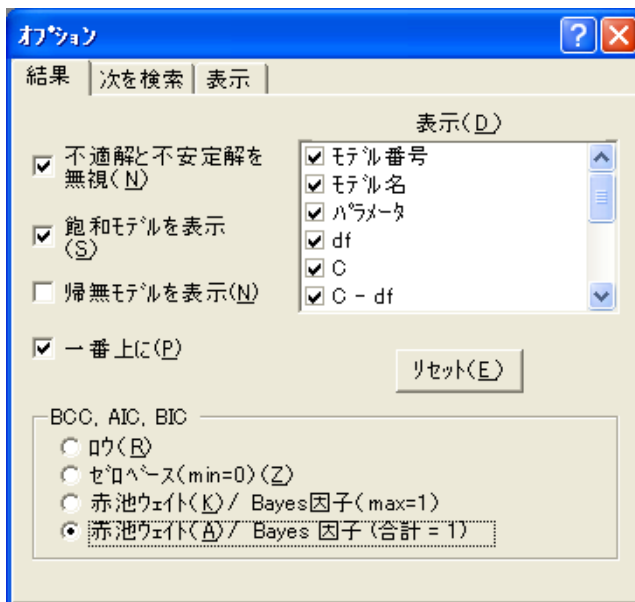 オプション
結果 次を検索 表示
表示(D)
不適解と不安定解を
無視(N)
飽和モデルを表示
(S)
帰無モデルを表示(N)
一番上に(P)
モデル番号
モデル名
パラメータ
df
C
C - df
リセット(E)
BCC, AIC, BIC
ロウ(R)
ゼロベース(min=0)(Z)
赤池ウェイト(K)/ Bayes因子(max=1)
赤池ウェイト(A)/ Bayes 因子 (合計 = 1)